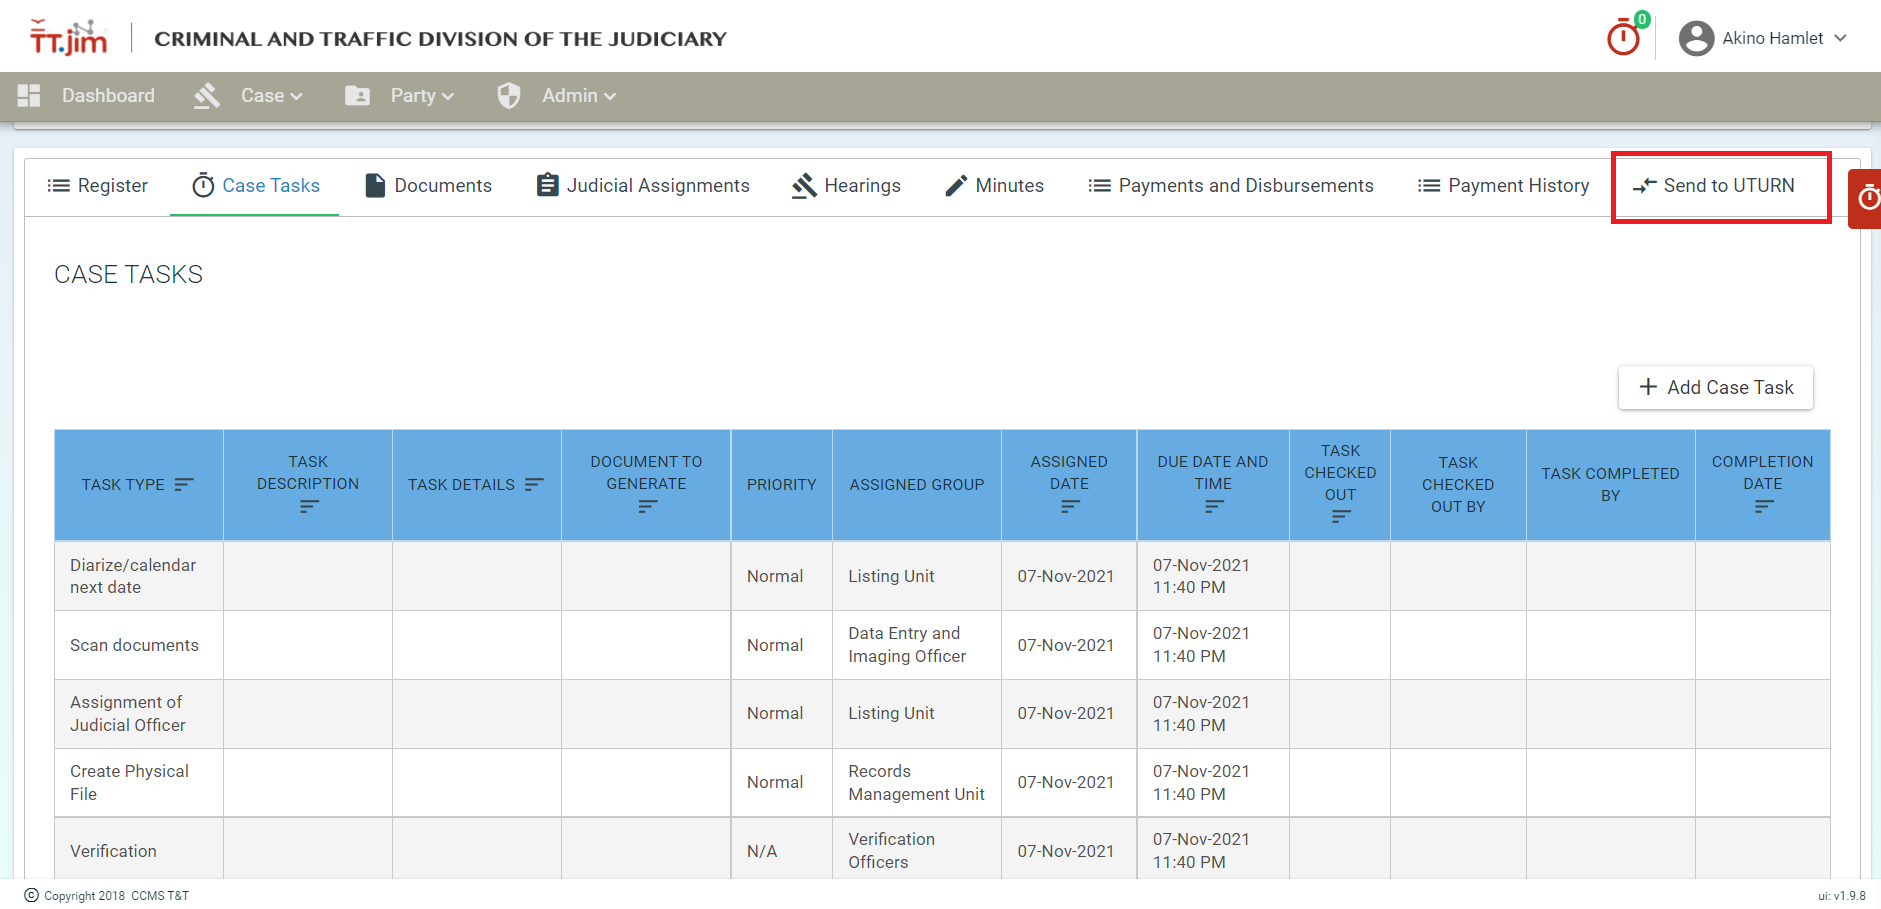 TT.jim
CRIMINAL AND TRAFFIC DIVISION OF THE JUDICIARY
0
Akino Hamlet
Dashboard
Case
Party
Admin
Register
Case Tasks
Documents
Judicial Assignments
Hearings
Minutes
Payments and Disbursements
Payment History
Send to UTURN
CASE TASKS
+ Add Case Task
TASK TYPE
TASK
DESCRIPTION
TASK DETAILS
DOCUMENT TO
GENERATE
PRIORITY
ASSIGNED GROUP
ASSIGNED
DATE
DUE DATE AND
TIME
TASK
CHECKED
OUT
TASK
CHECKED
OUT BY
TASK COMPLETED
BY
COMPLETION
DATE
Diarize/calendar
next date
Normal
Listing Unit
07-Nov-2021
07-Nov-2021
11:40 PM
Scan documents
Normal
Data Entry and
Imaging Officer
07-Nov-2021
07-Nov-2021
11:40 PM
Assignment of
Judicial Officer
Normal
Listing Unit
07-Nov-2021
07-Nov-2021
11:40 PM
Create Physical
File
Normal
Records
Management Unit
07-Nov-2021
07-Nov-2021
11:40 PM
Verification
N/A
Verification
Officers
07-Nov-2021
07-Nov-2021
11:40 PM
© Copyright 2018 CCMS T&T
ui: v1.9.8